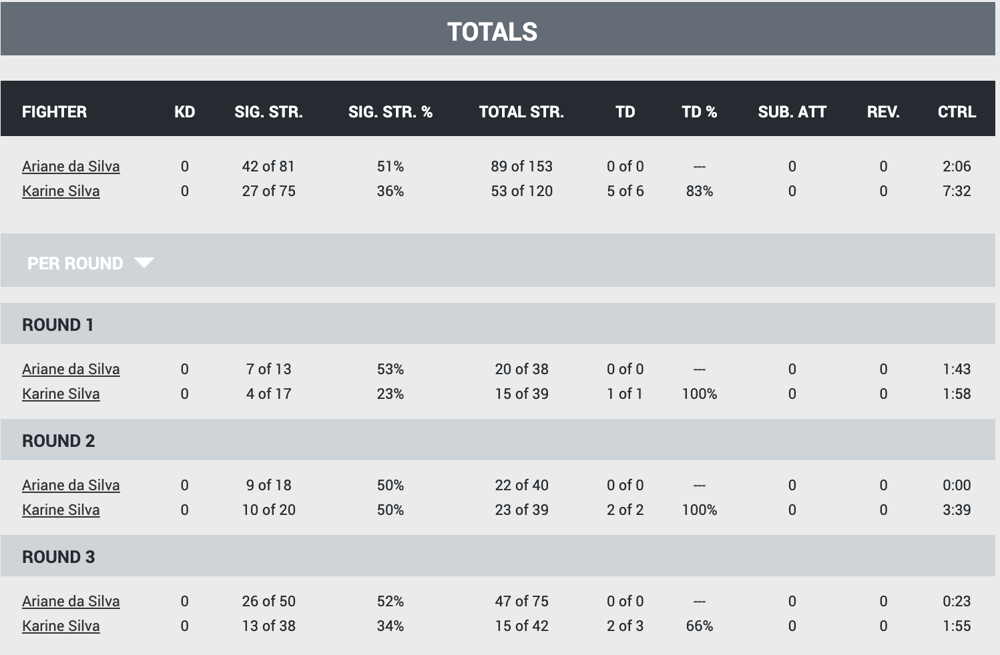 TOTALS
FIGHTER KD SIG. STR. SIG. STR. % TOTAL STR. TD TD % SUB. ATT REV. CTRL
Ariane da Silva 0 42 of 81 51% 89 of 153 0 of 0 --- 0 0 2:06
Karine Silva 0 27 of 75 36% 53 of 120 5 of 6 83% 0 0 7:32
PER ROUND
ROUND 1
Ariane da Silva 0 7 of 13 53% 20 of 38 0 of 0 --- 0 0 1:43
Karine Silva 0 4 of 17 23% 15 of 39 1 of 1 100% 0 0 1:58
ROUND 2
Ariane da Silva 0 9 of 18 50% 22 of 40 0 of 0 --- 0 0 0:00
Karine Silva 0 10 of 20 50% 23 of 39 2 of 2 100% 0 0 3:39
ROUND 3
Ariane da Silva 0 26 of 50 52% 47 of 75 0 of 0 --- 0 0 0:23
Karine Silva 0 13 of 38 34% 15 of 42 2 of 3 66% 0 0 1:55